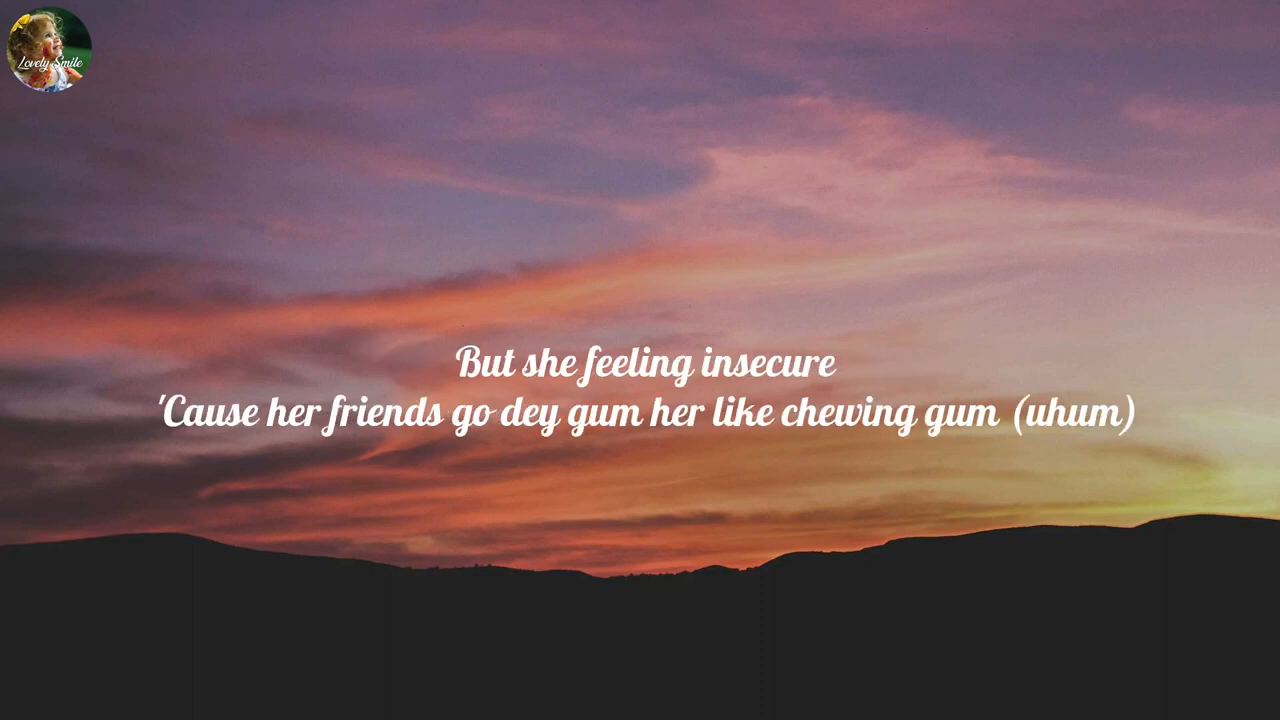 Lovely Smile
But she feeling insecure
'Cause her friends go dey gum her like chewing gum (uhum)